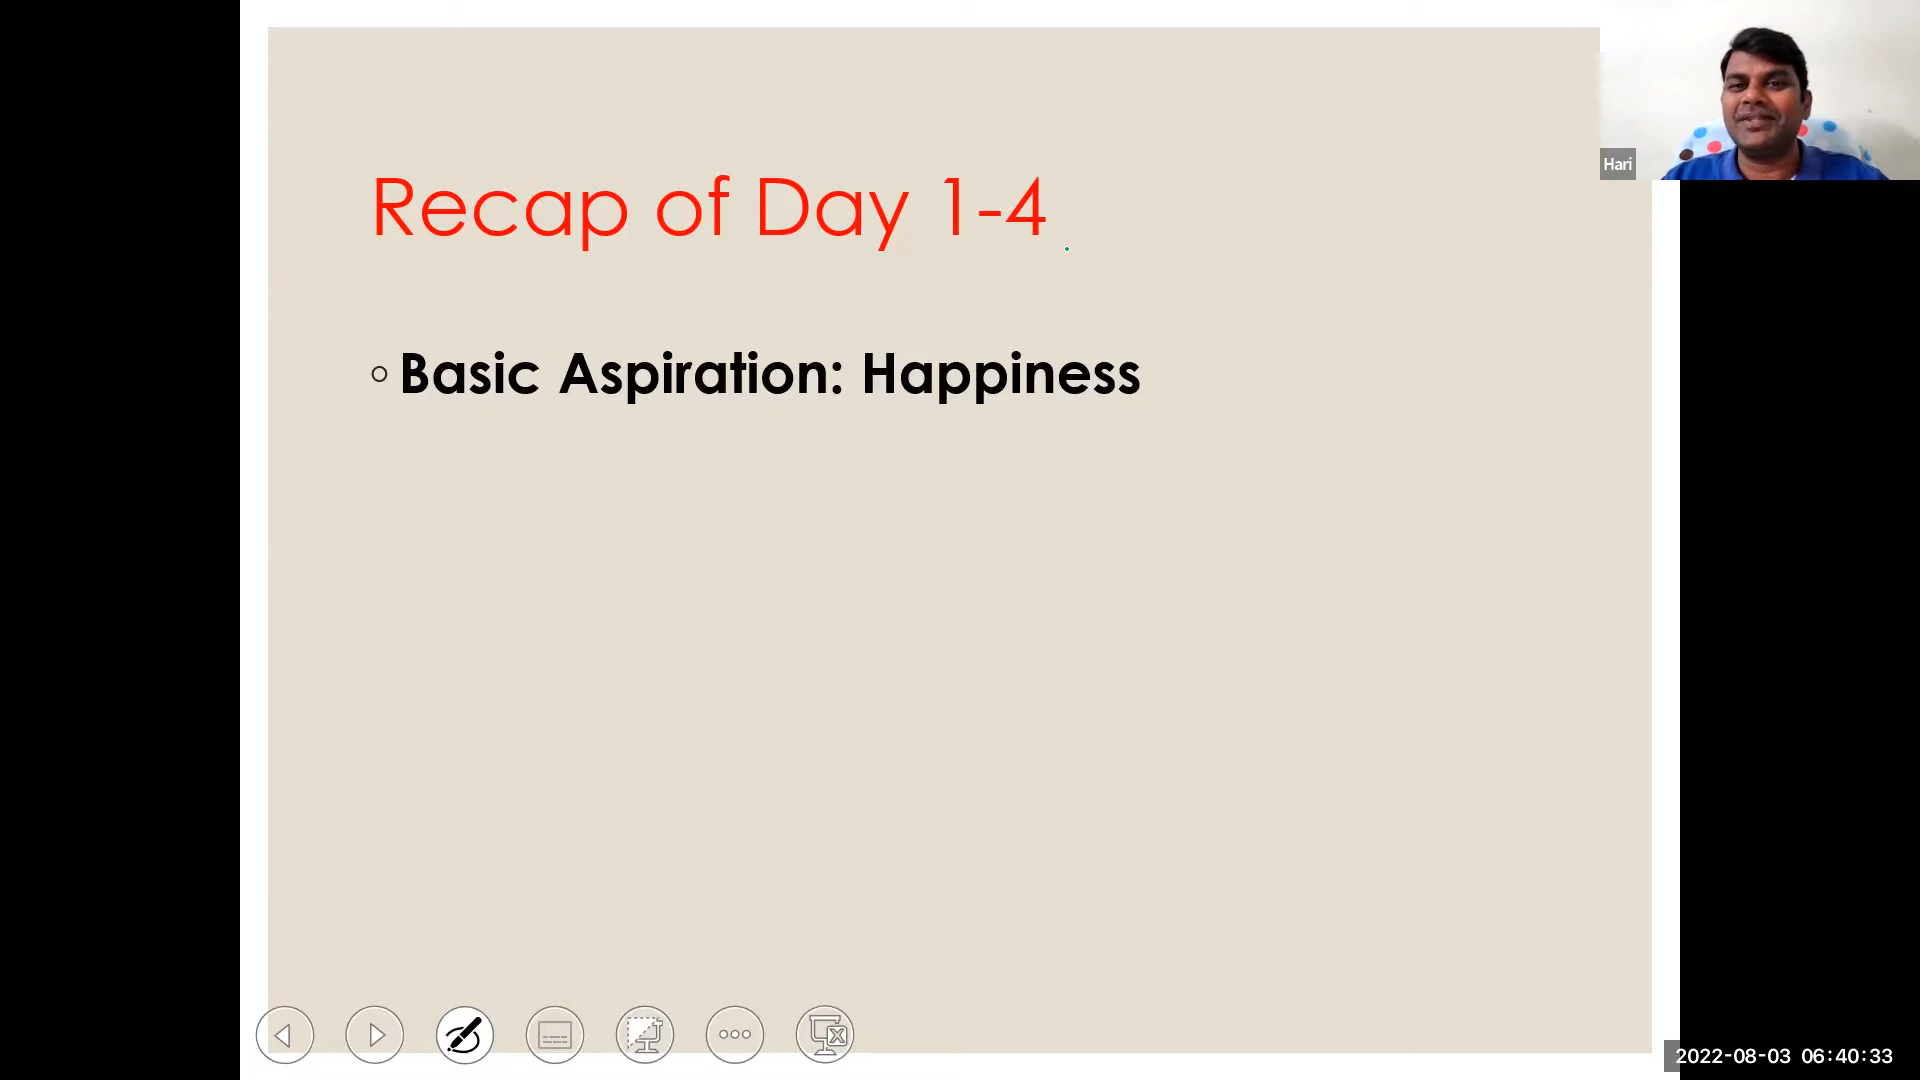 Recap of Day 1-4
Hari
Basic Aspiration: Happiness
2022-08-03 06:40:33